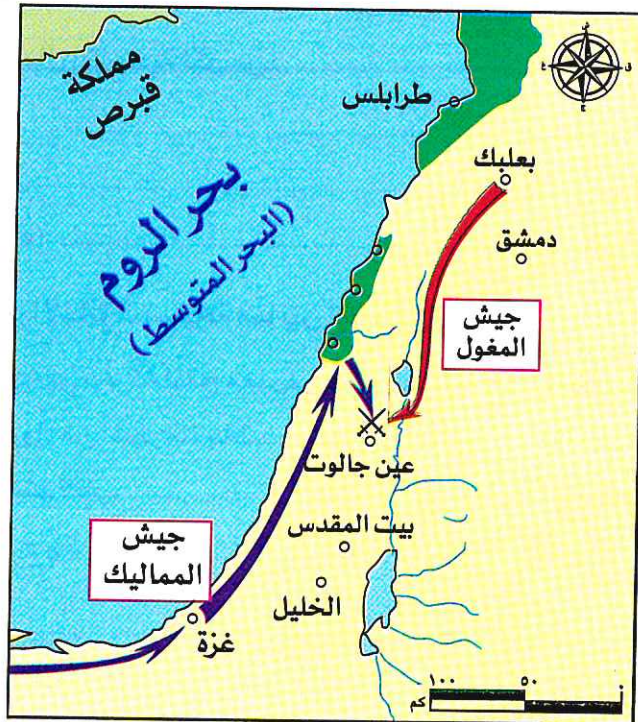 مملكة
قبرص
طرابلس
بعلبك
دمشق
بحر الروم
(البحر المتوسط)
جيش
المغول
عين جالوت
بيت المقدس
جيش
المماليك
الخليل
غزة
١٠٠ ٥٠ ٠
كم